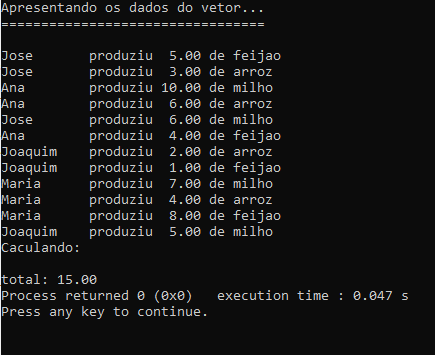 Apresentando os dados do vetor...
=================================
Jose       produziu  5.00 de feijao
Jose       produziu  3.00 de arroz
Ana        produziu 10.00 de milho
Ana        produziu  6.00 de arroz
Jose       produziu  6.00 de milho
Ana        produziu  4.00 de feijao
Joaquim    produziu  2.00 de arroz
Joaquim    produziu  1.00 de feijao
Maria      produziu  7.00 de milho
Maria      produziu  4.00 de arroz
Maria      produziu  8.00 de feijao
Joaquim    produziu  5.00 de milho
Caculando:
total: 15.00
Process returned 0 (0x0)   execution time : 0.047 s
Press any key to continue.